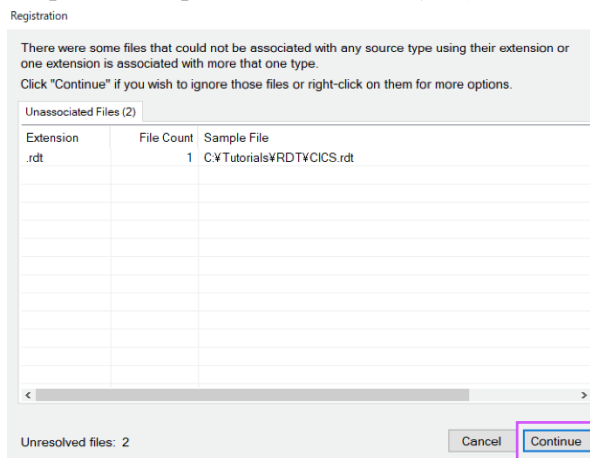 Registration
There were some files that could not be associated with any source type using their extension or
one extension is associated with more that one type.
Click "Continue" if you wish to ignore those files or right-click on them for more options.
Unassociated Files (2)
Extension File Count Sample File
.rdt 1 C:¥Tutorials¥RDT¥CICS.rdt
Unresolved files: 2
Cancel Continue